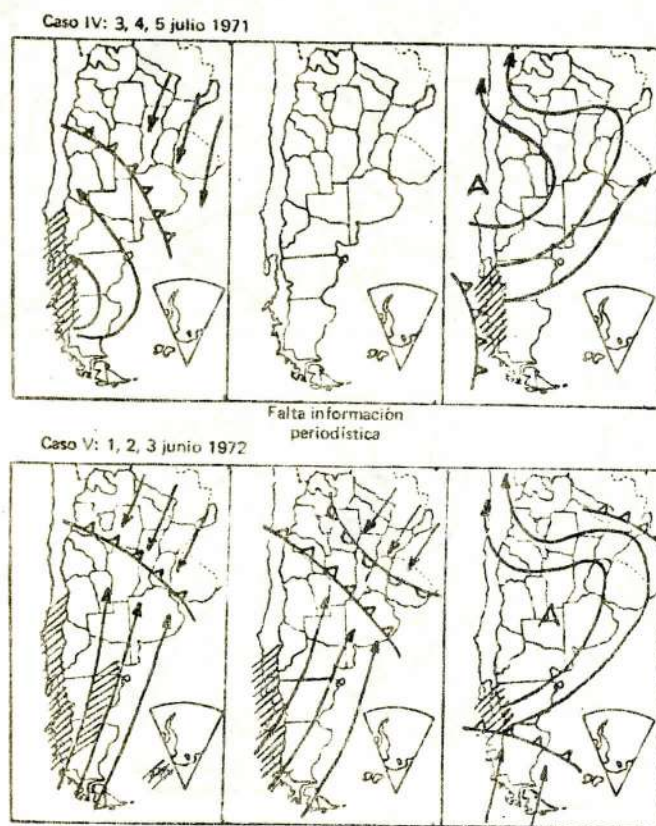 Caso IV: 3, 4, 5 julio 1971
A
Falta información
periodística
Caso V: 1, 2, 3 junio 1972
A